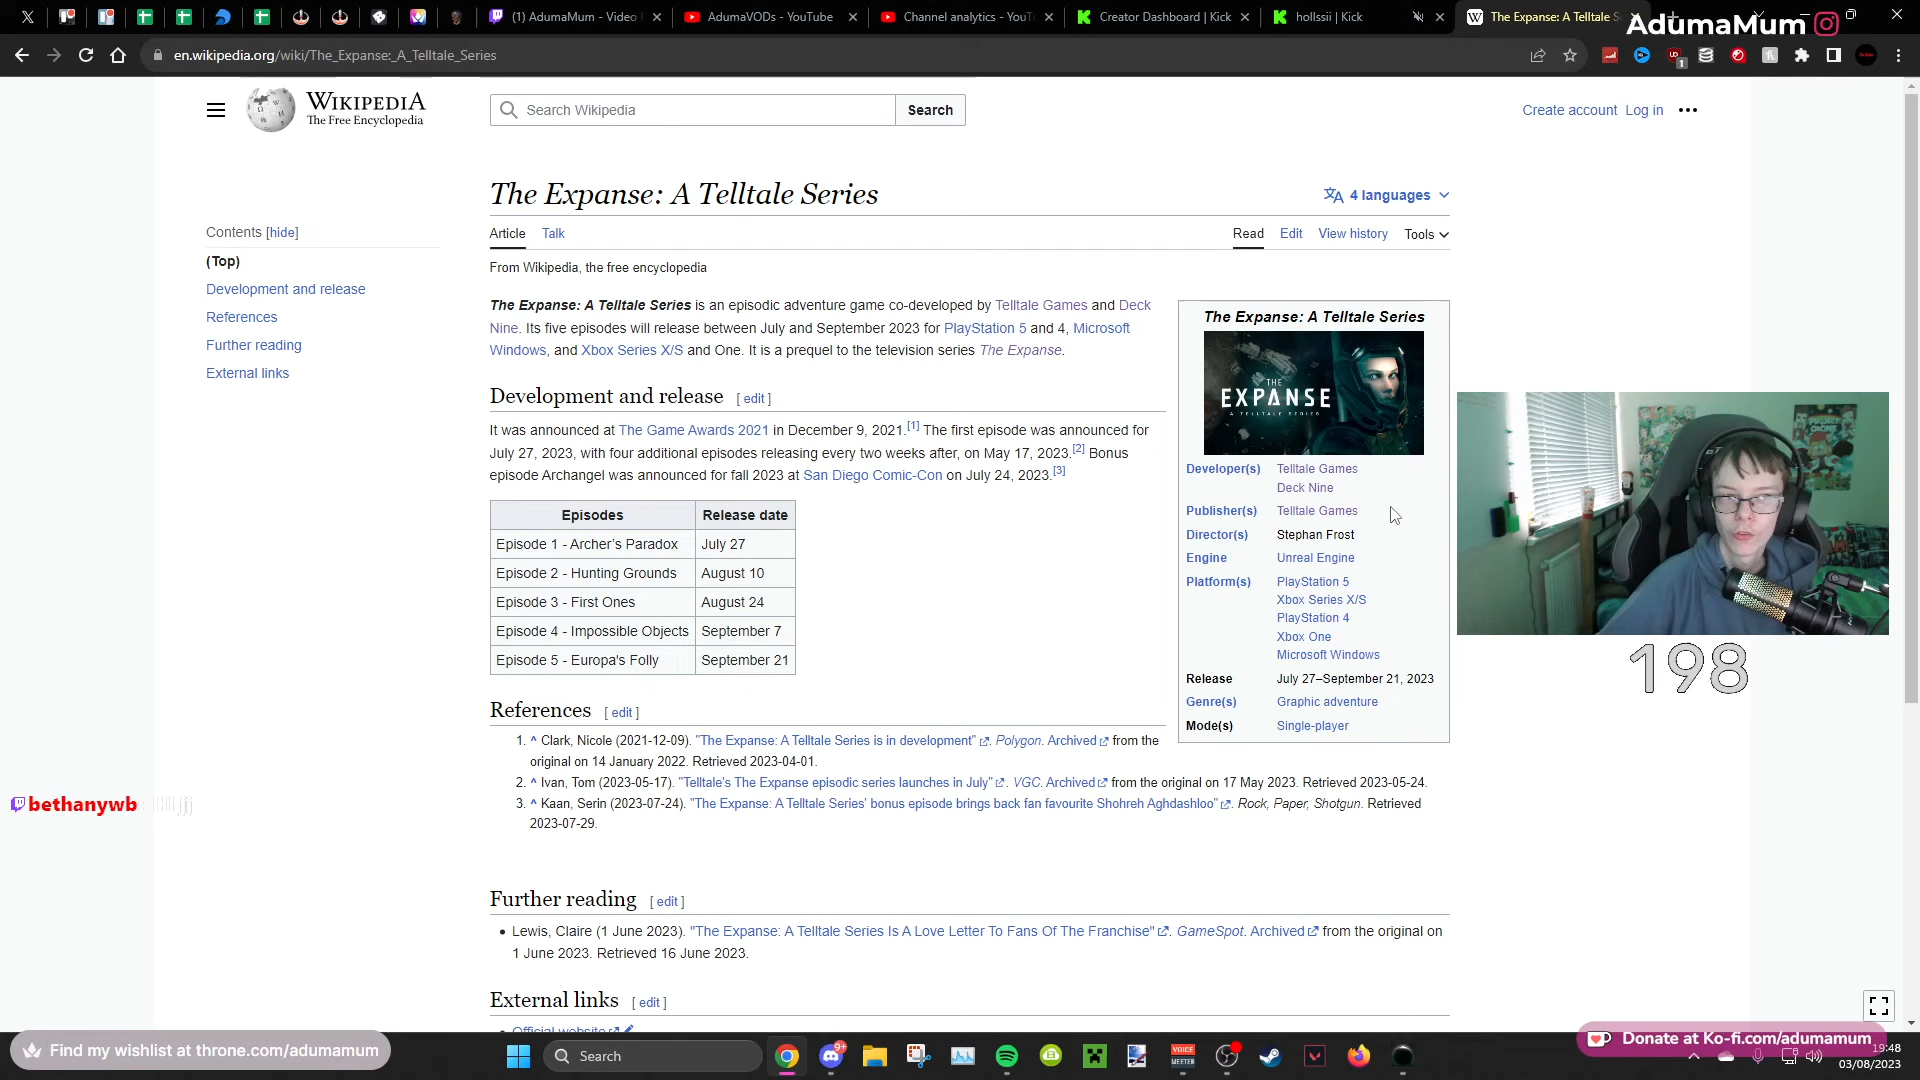 (1) AdumaMum - Video
AdumaVODs - YouTube
Channel analytics - YouT
Creator Dashboard | Kick
hollssii | Kick
The Expanse: A Telltale S
AdumaMum
en.wikipedia.org/wiki/The_Expanse:_A_Telltale_Series
WIKIPEDIA
The Free Encyclopedia
Search Wikipedia
Search
Create account Log in
The Expanse: A Telltale Series
4 languages
Contents [hide]
(Top)
Development and release
References
Further reading
External links
Article Talk
Read Edit View history Tools
From Wikipedia, the free encyclopedia
The Expanse: A Telltale Series is an episodic adventure game co-developed by Telltale Games and Deck
Nine. Its five episodes will release between July and September 2023 for PlayStation 5 and 4, Microsoft
Windows, and Xbox Series X/S and One. It is a prequel to the television series The Expanse.
Development and release [ edit ]
It was announced at The Game Awards 2021 in December 9, 2021.[1] The first episode was announced for
July 27, 2023, with four additional episodes releasing every two weeks after, on May 17, 2023.[2] Bonus
episode Archangel was announced for fall 2023 at San Diego Comic-Con on July 24, 2023.[3]
Episodes Release date
Episode 1 - Archer's Paradox July 27
Episode 2 - Hunting Grounds August 10
Episode 3 - First Ones August 24
Episode 4 - Impossible Objects September 7
Episode 5 - Europa's Folly September 21
The Expanse: A Telltale Series
THE
EXPANSE
A TELLTALE SERIES
Developer(s) Telltale Games
Deck Nine
Publisher(s) Telltale Games
Director(s) Stephan Frost
Engine Unreal Engine
Platform(s) PlayStation 5
Xbox Series X/S
PlayStation 4
Xbox One
Microsoft Windows
Release July 27–September 21, 2023
Genre(s) Graphic adventure
Mode(s) Single-player
198
References [ edit ]
1. ^ Clark, Nicole (2021-12-09). "The Expanse: A Telltale Series is in development". Polygon. Archived from the
original on 14 January 2022. Retrieved 2023-04-01.
2. ^ Ivan, Tom (2023-05-17). "Telltale's The Expanse episodic series launches in July". VGC. Archived from the original on 17 May 2023. Retrieved 2023-05-24.
3. ^ Kaan, Serin (2023-07-24). "The Expanse: A Telltale Series' bonus episode brings back fan favourite Shohreh Aghdashloo". Rock, Paper, Shotgun. Retrieved
2023-07-29.
bethanywb
Further reading [ edit ]
• Lewis, Claire (1 June 2023). "The Expanse: A Telltale Series Is A Love Letter To Fans Of The Franchise". GameSpot. Archived from the original on
1 June 2023. Retrieved 16 June 2023.
External links [ edit ]
• Official website
Find my wishlist at throne.com/adumamum
Search
9+
VOICE
MEETER
Donate at Ko-fi.com/adumamum
19:48
03/08/2023